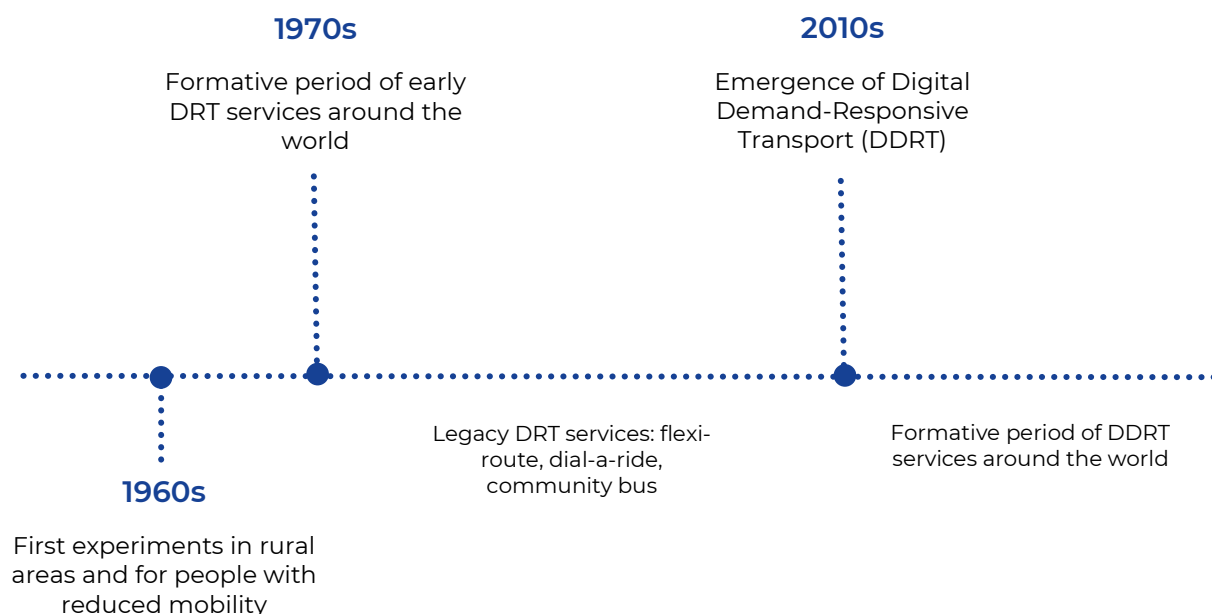 1970s
Formative period of early
DRT services around the
world
2010s
Emergence of Digital
Demand-Responsive
Transport (DDRT)
Legacy DRT services: flexi-
route, dial-a-ride,
community bus
Formative period of DDRT
services around the world
1960s
First experiments in rural
areas and for people with
reduced mobility